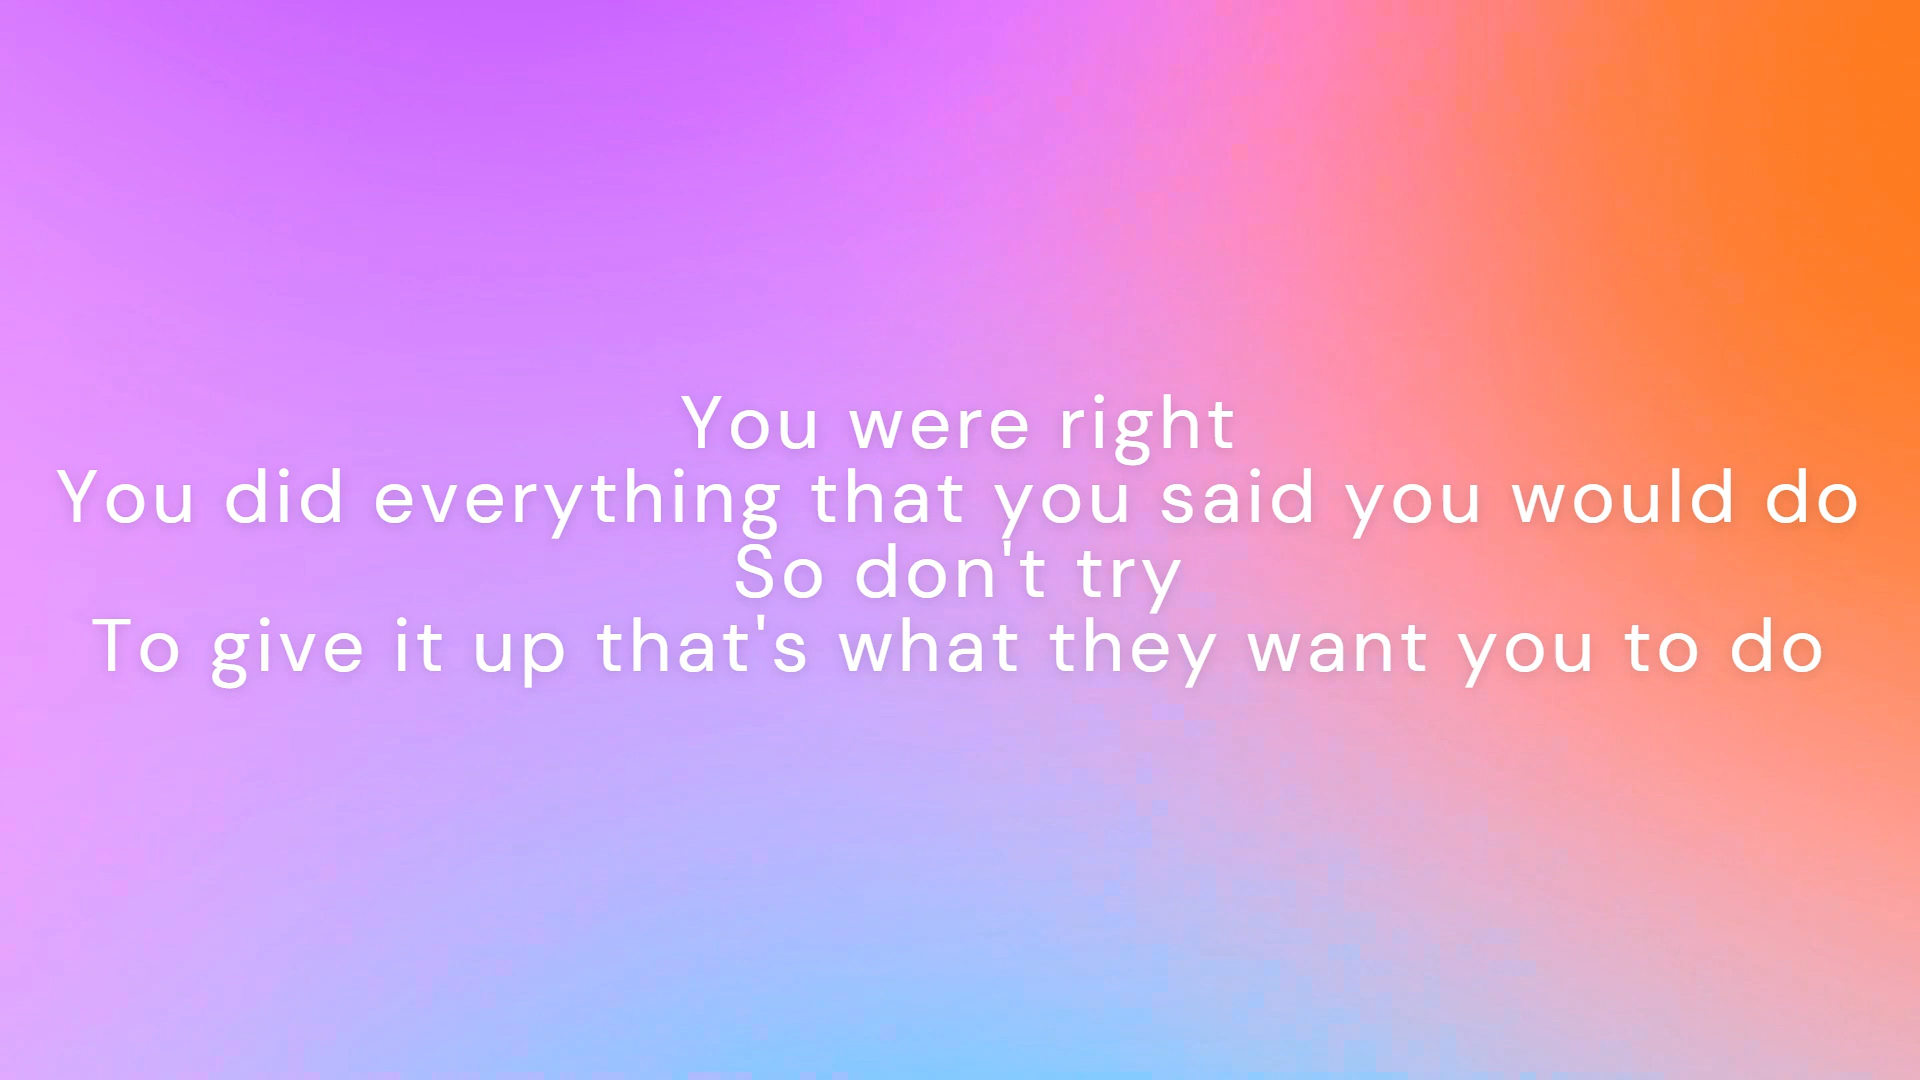 You were right
You did everything that you said you would do
So don't try
To give it up that's what they want you to do